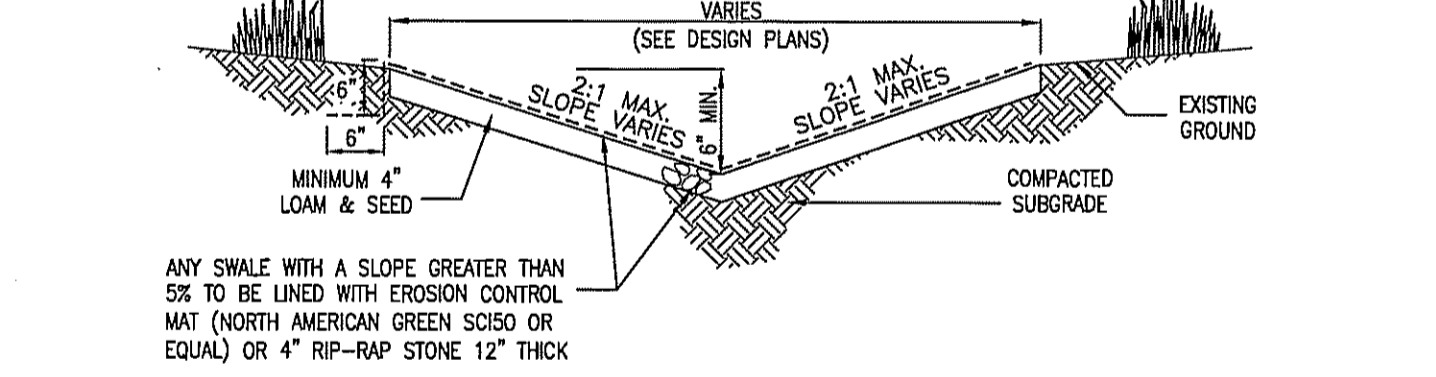 VARIES
(SEE DESIGN PLANS)
2:1 MAX.
SLOPE VARIES
2:1 MAX.
SLOPE VARIES
6"
6"
6" MIN.
EXISTING
GROUND
MINIMUM 4"
LOAM & SEED
COMPACTED
SUBGRADE
ANY SWALE WITH A SLOPE GREATER THAN
5% TO BE LINED WITH EROSION CONTROL
MAT (NORTH AMERICAN GREEN SC150 OR
EQUAL) OR 4" RIP-RAP STONE 12" THICK